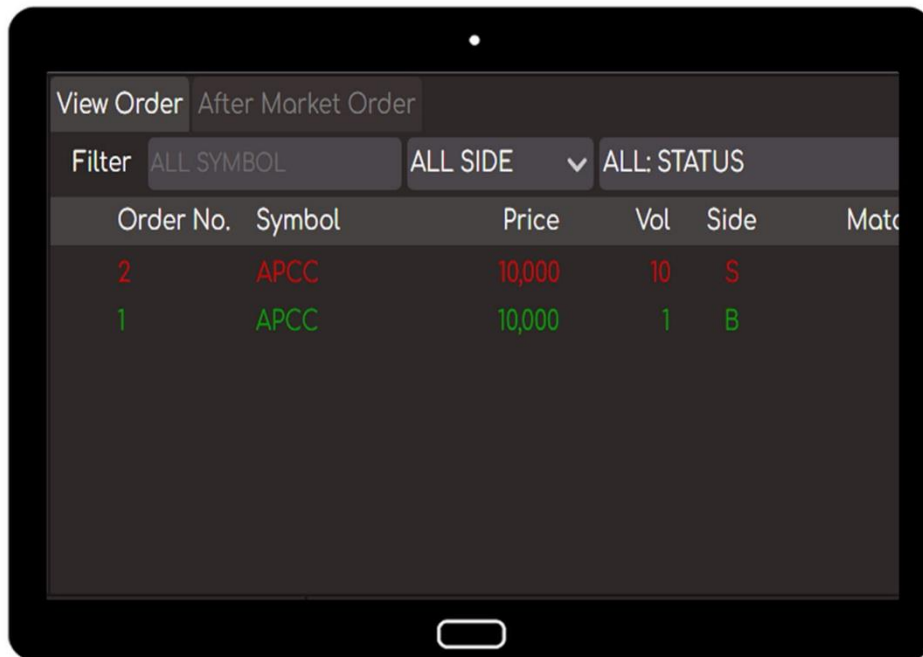 View Order After Market Order
Filter ALL SYMBOL ALL SIDE ALL: STATUS
Order No. Symbol Price Vol Side Matc
2 APCC 10,000 10 S
1 APCC 10,000 1 B